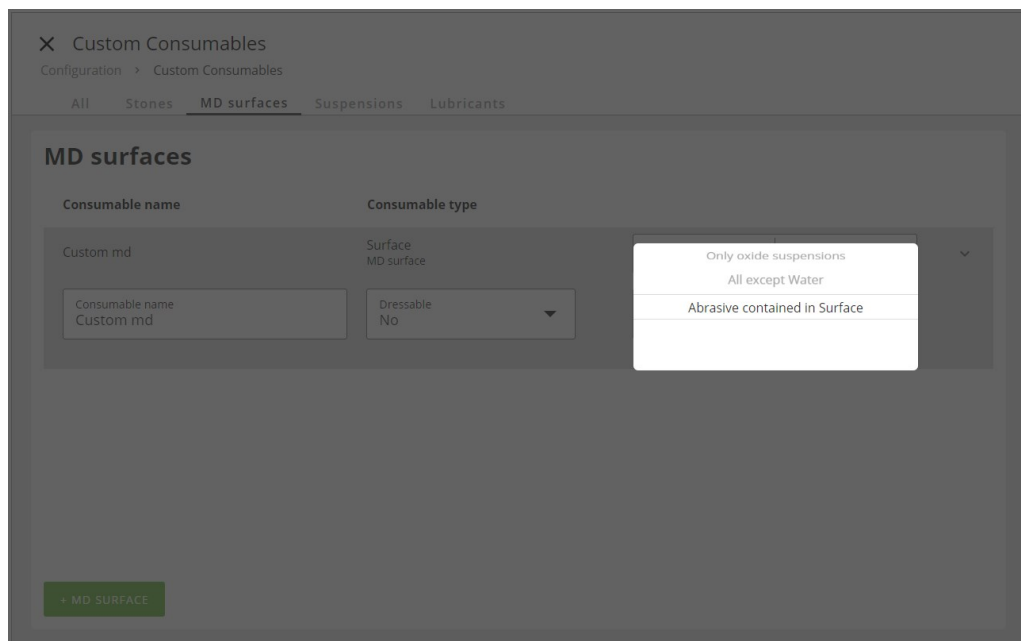 Custom Consumables
Configuration > Custom Consumables
All Stones MD surfaces Suspensions Lubricants
MD surfaces
Consumable name Consumable type
Custom md
Surface
MD surface
Only oxide suspensions
All except Water
Abrasive contained in Surface
Consumable name
Custom md
Dressable
No
+ MD SURFACE